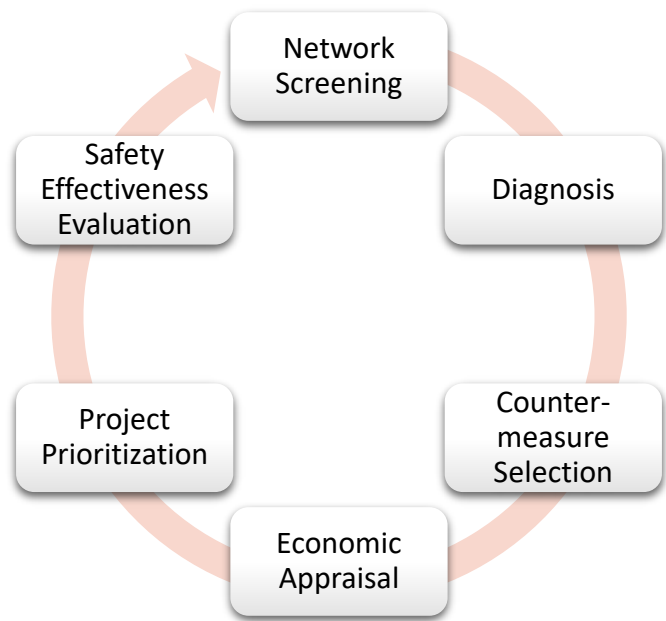 Network
Screening
Diagnosis
Counter-
measure
Selection
Economic
Appraisal
Project
Prioritization
Safety
Effectiveness
Evaluation